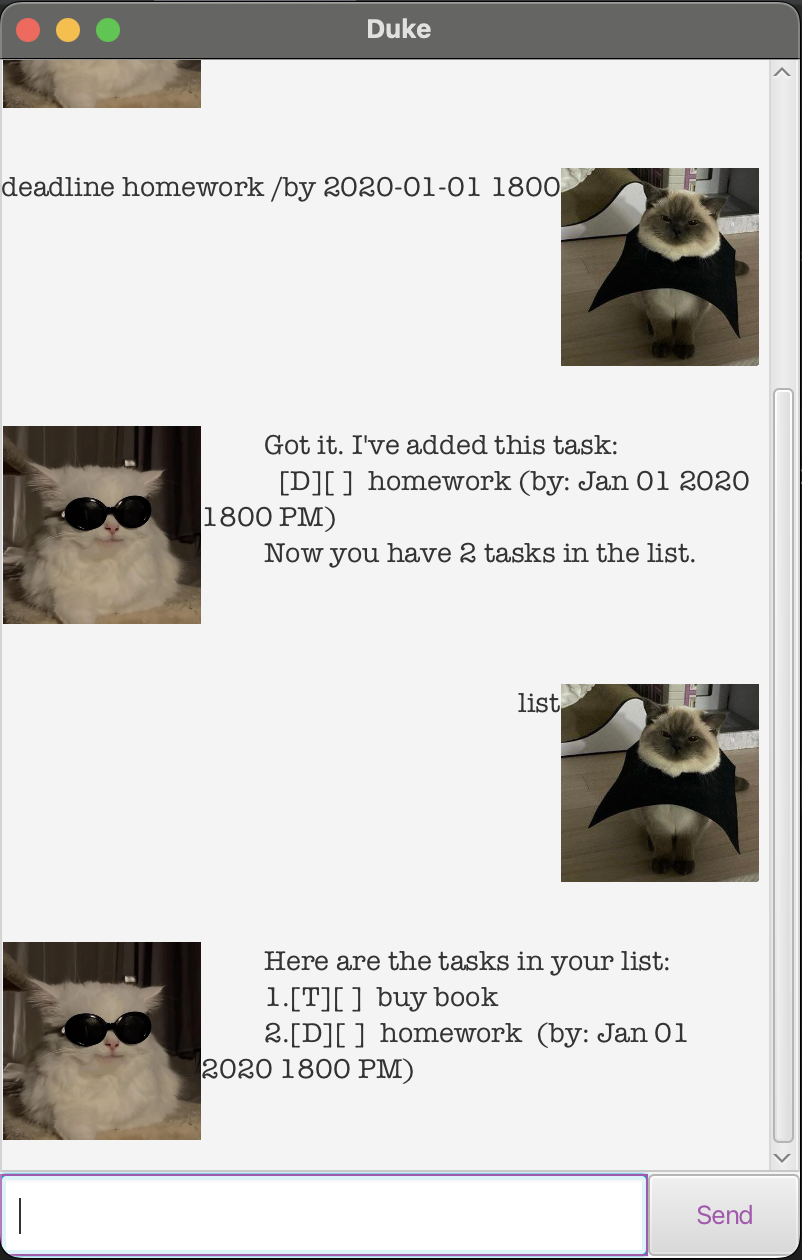 Duke
deadline homework /by 2020-01-01 1800
Got it. I've added this task:
[D][ ]  homework (by: Jan 01 2020
1800 PM)
Now you have 2 tasks in the list.
list
Here are the tasks in your list:
1.[T][ ]  buy book
2.[D][ ]  homework  (by: Jan 01
2020 1800 PM)
Send